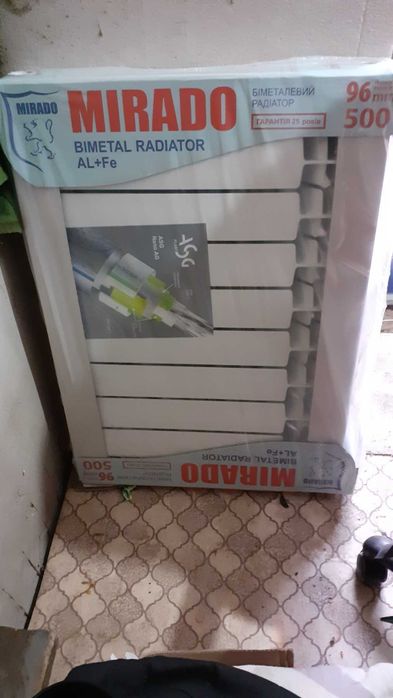 MIRADO
MIRADO
BIMETAL RADIATOR
AL+Fe
БІМЕТАЛЕВИЙ
РАДІАТОР
ГАРАНТІЯ 25 років
96 mm
500
ASG
ASG
MIRADO
BIMETAL RADIATOR
AL+Fe
96
500